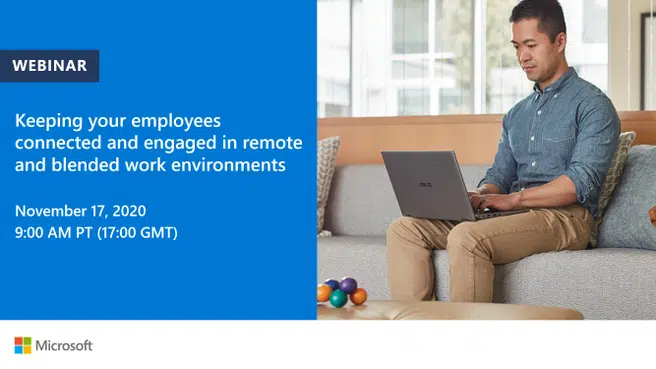 WEBINAR
Keeping your employees
connected and engaged in remote
and blended work environments
November 17, 2020
9:00 AM PT (17:00 GMT)
Microsoft
ASUS